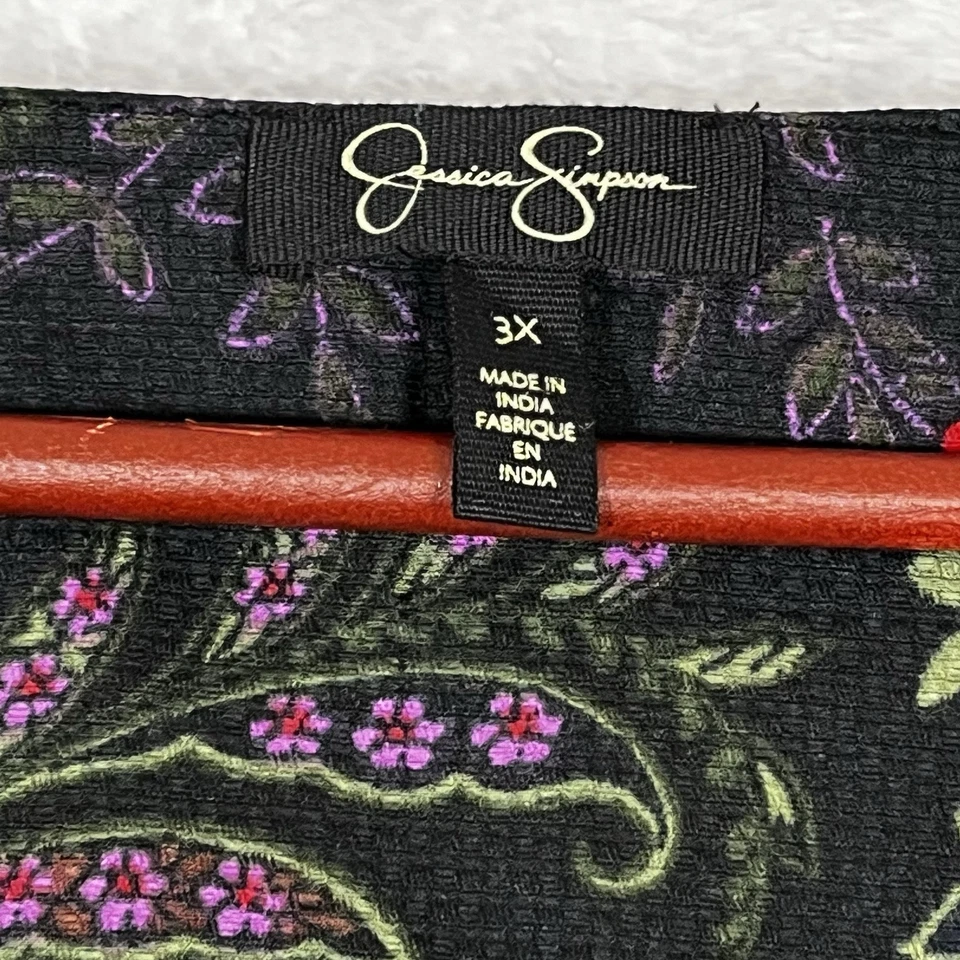 Jessica Simpson
3X
MADE IN
INDIA
FABRIQUE
EN
INDIA